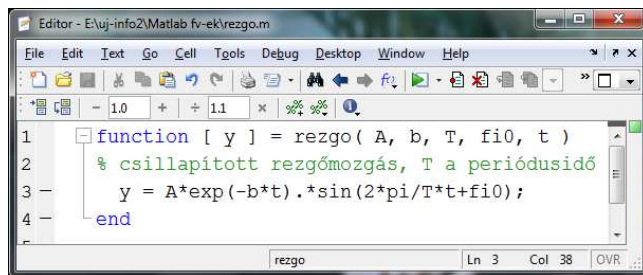 Editor - E:\uj-info2\Matlab fv-ek\rezgo.m
File Edit Text Go Cell Tools Debug Desktop Window Help
- 1.0 + ÷ 1.1 ×
1 function [ y ] = rezgo( A, b, T, fi0, t )
2 % csillapított rezgőmozgás, T a periódusidő
3 - y = A*exp(-b*t).*sin(2*pi/T*t+fi0);
4 - end
rezgo Ln 3 Col 38 OVR